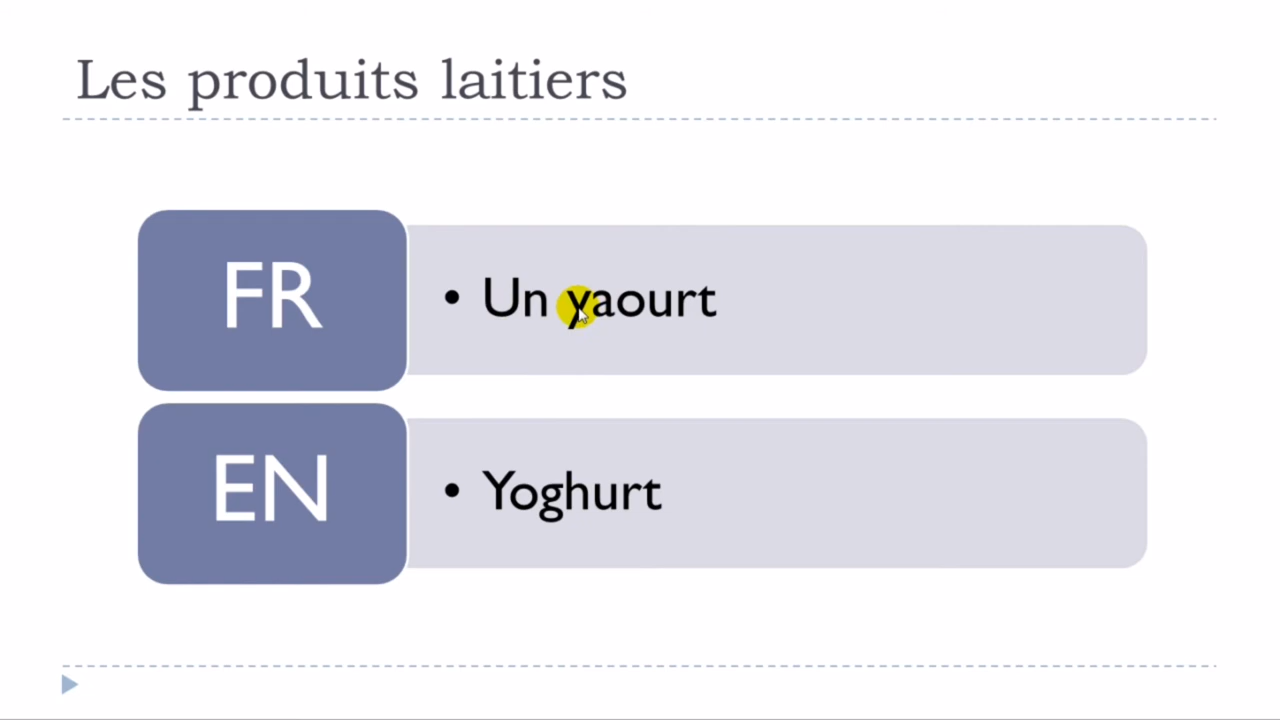 Les produits laitiers
FR
• Un yaourt
EN
• Yoghurt